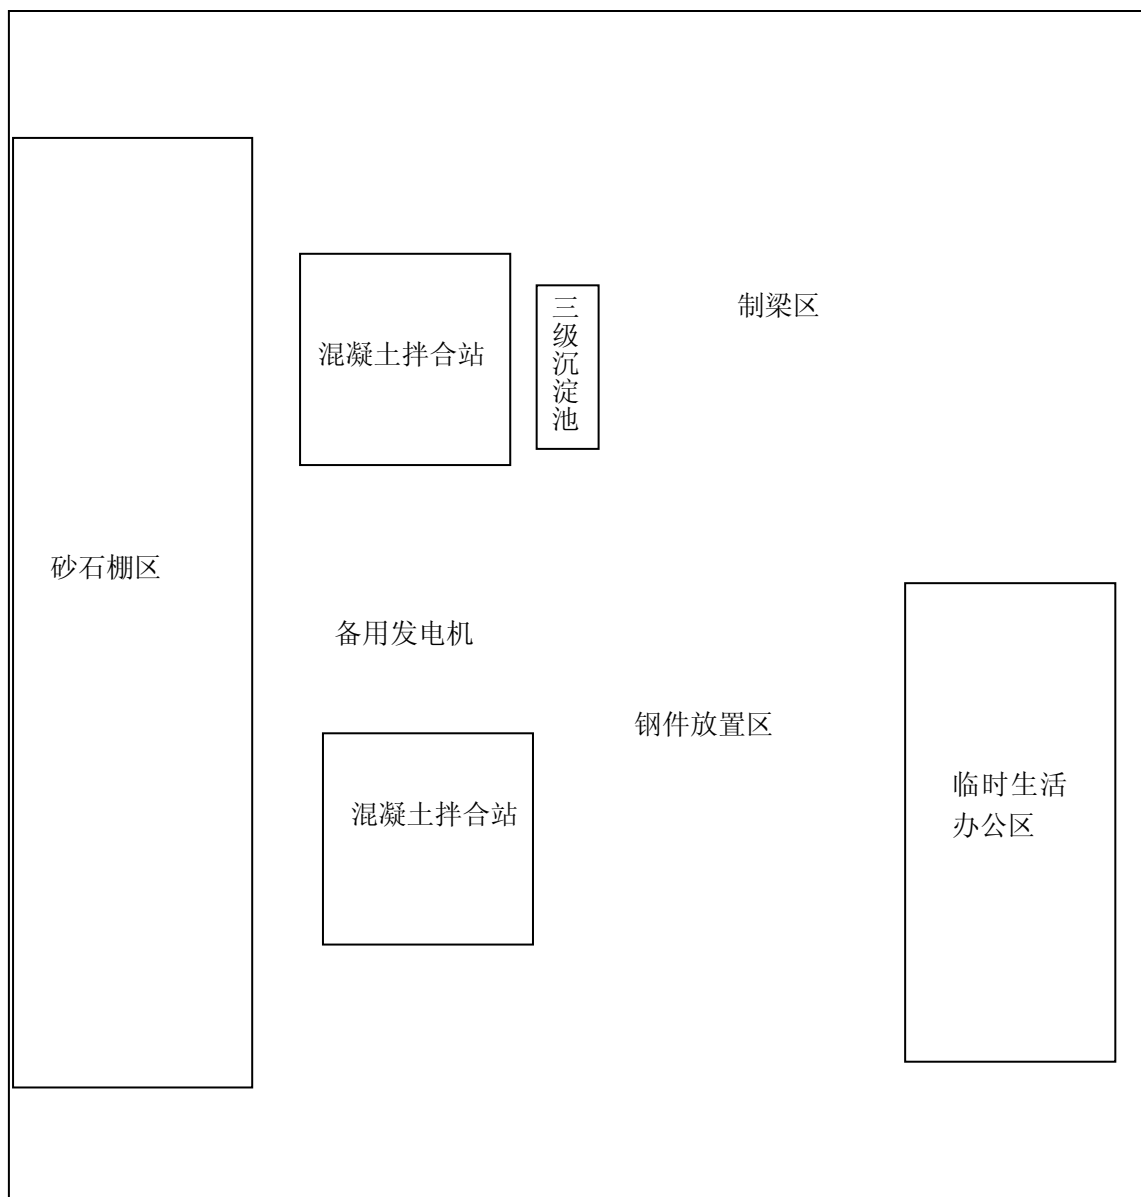 制梁区
三
级
沉
淀
池
混凝土拌合站
砂石棚区
备用发电机
钢件放置区
临时生活
办公区
混凝土拌合站